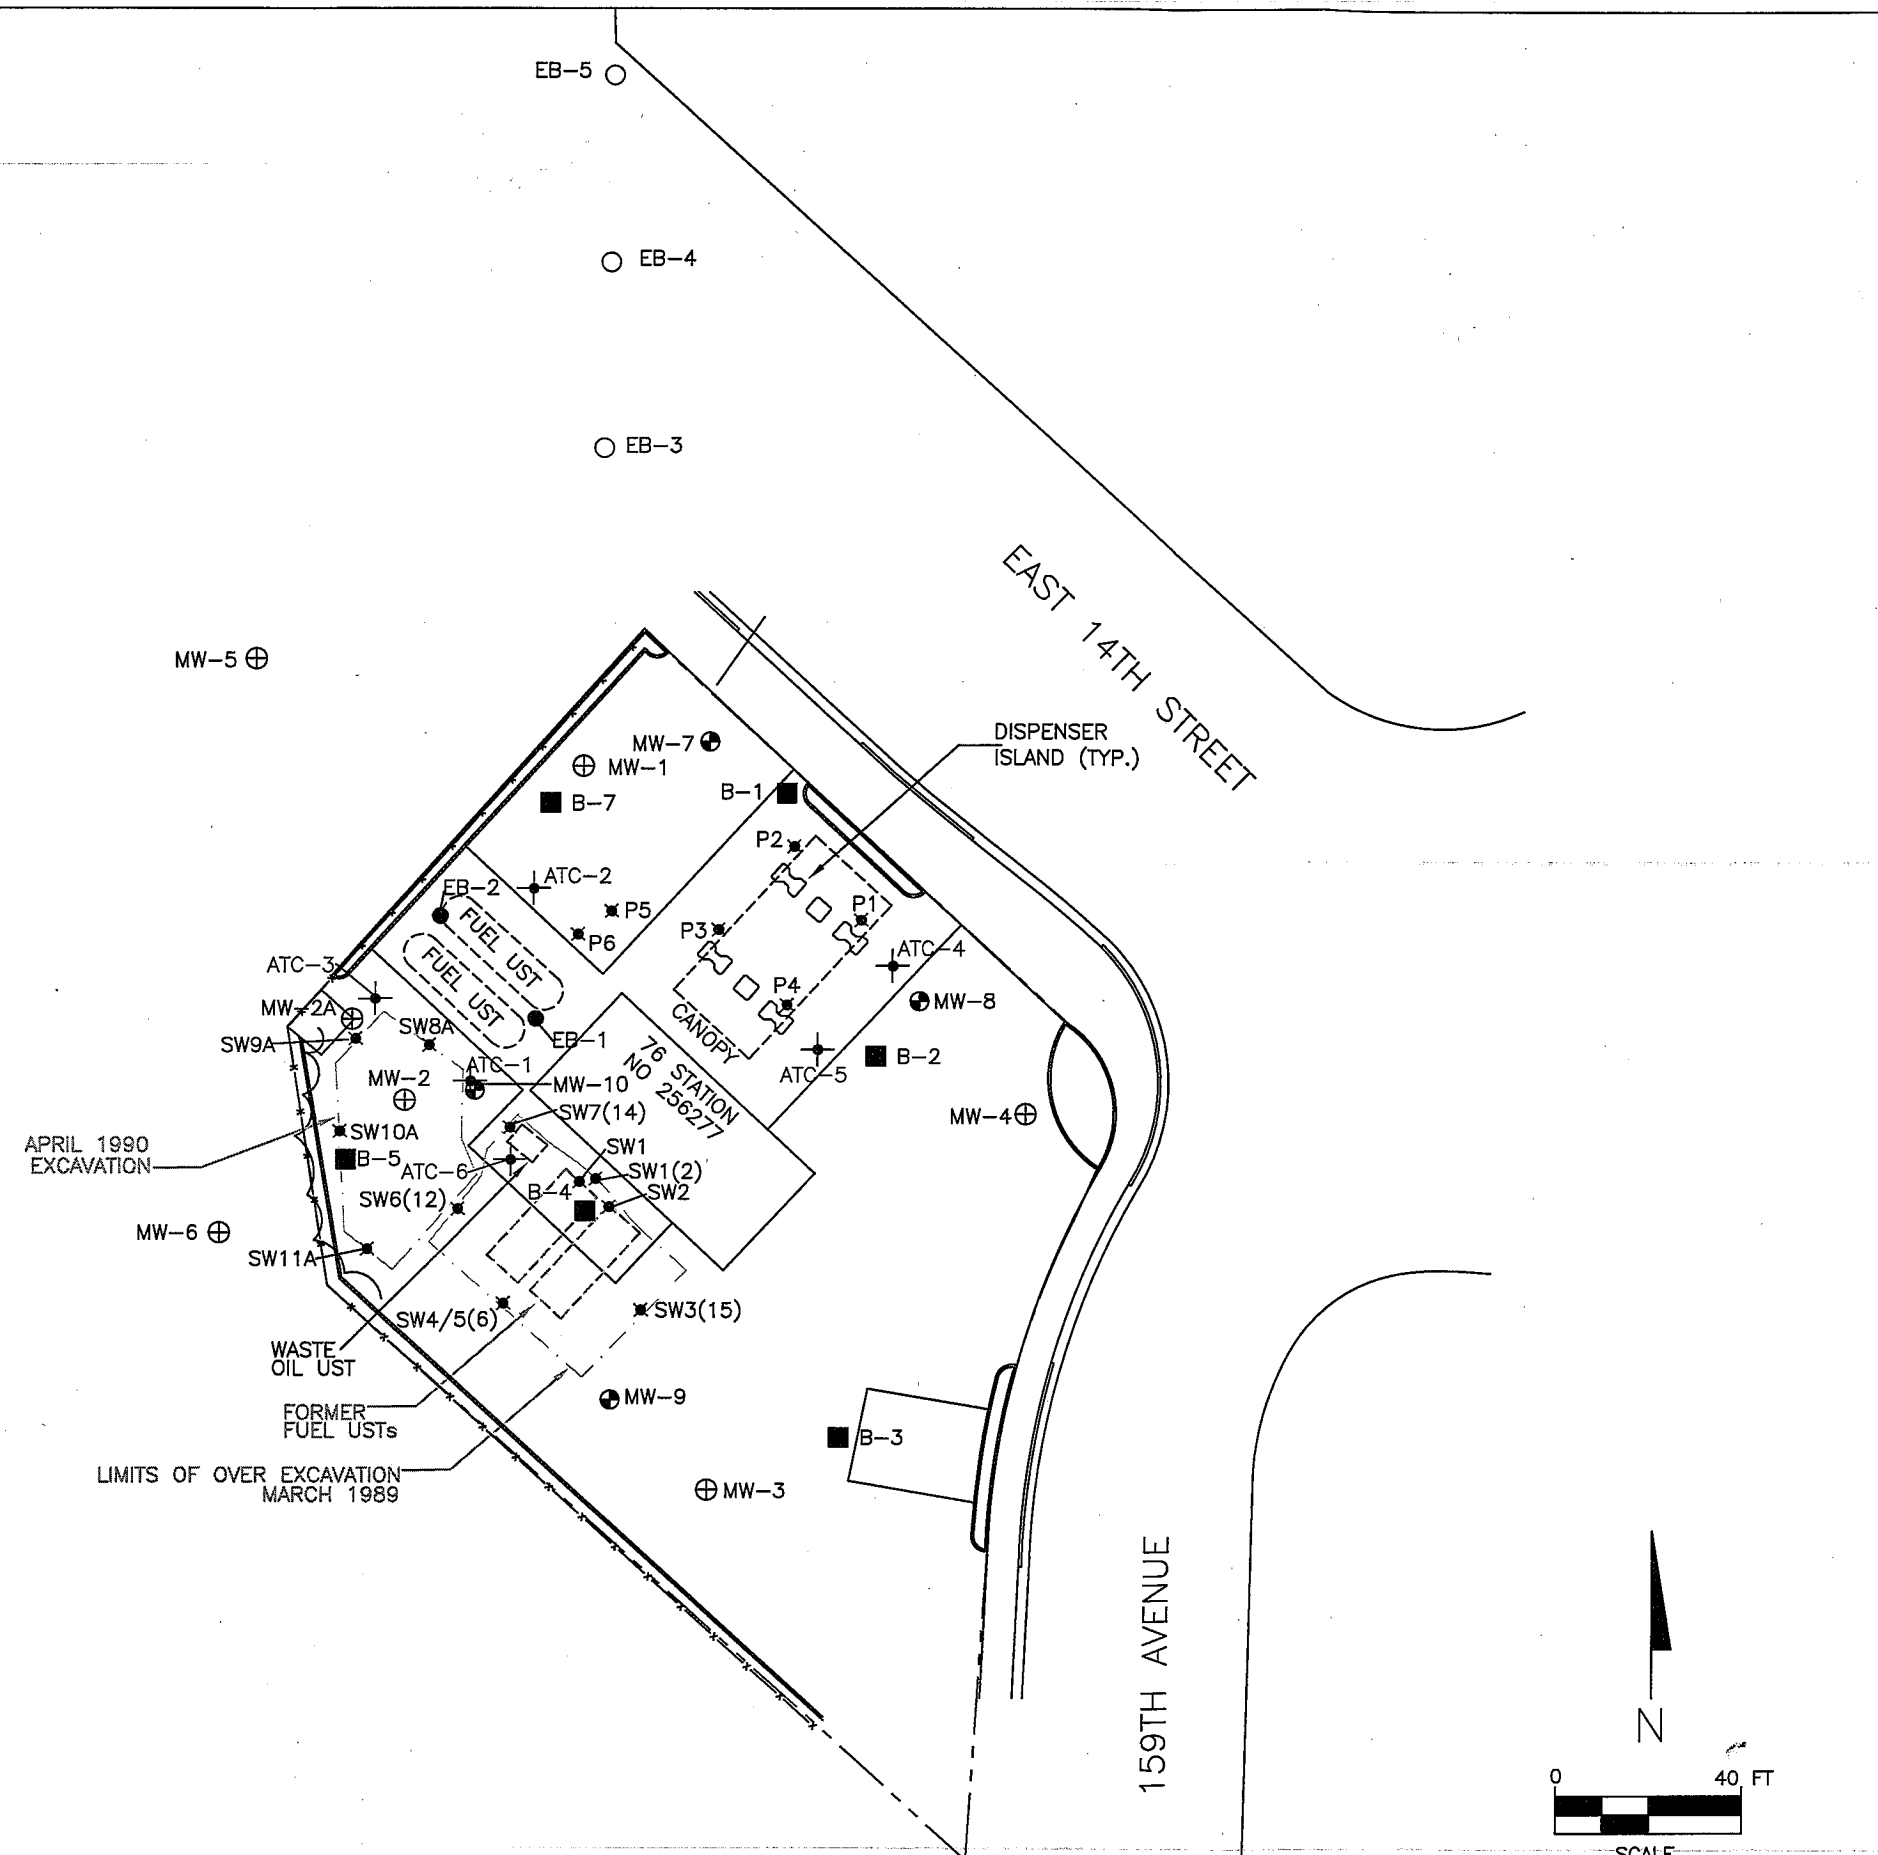 EB-5
EB-4
EB-3
EAST 14TH STREET
MW-5
MW-7
MW-1
DISPENSER
ISLAND (TYP.)
B-7
B-1
P2
ATC-2
EB-2
P5
P1
P3
P6
FUEL UST
FUEL UST
ATC-4
ATC-3
P4
MW-8
MW-2A
CANOPY
SW8A
SW9A
EB-1
76 STATION
NO 256277
B-2
ATC-1
ATC-5
MW-2
MW-10
SW7(14)
MW-4
SW10A
APRIL 1990
EXCAVATION
B-5
SW1
ATC-6
SW1(2)
B-4
SW2
SW6(12)
MW-6
SW11A
SW4/5(6)
SW3(15)
WASTE
OIL UST
FORMER
FUEL USTs
MW-9
B-3
LIMITS OF OVER EXCAVATION
MARCH 1989
MW-3
159TH AVENUE
N
0 40 FT
SCALE